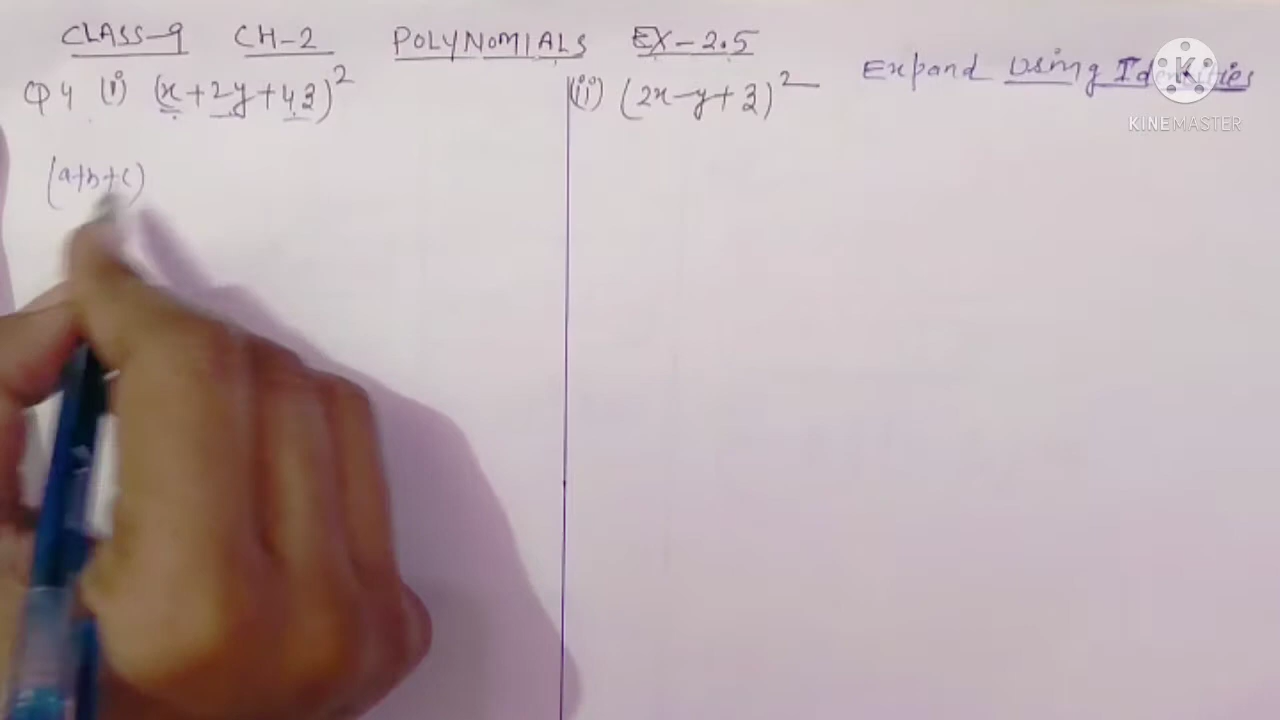 CLASS-9 CH-2 POLYNOMIALS EX-2.5
Expand Using Identities
Q4 (i) (x+2y+4z)²
(ii) (2x-y+z)²
(a+b+c)
KINEMASTER